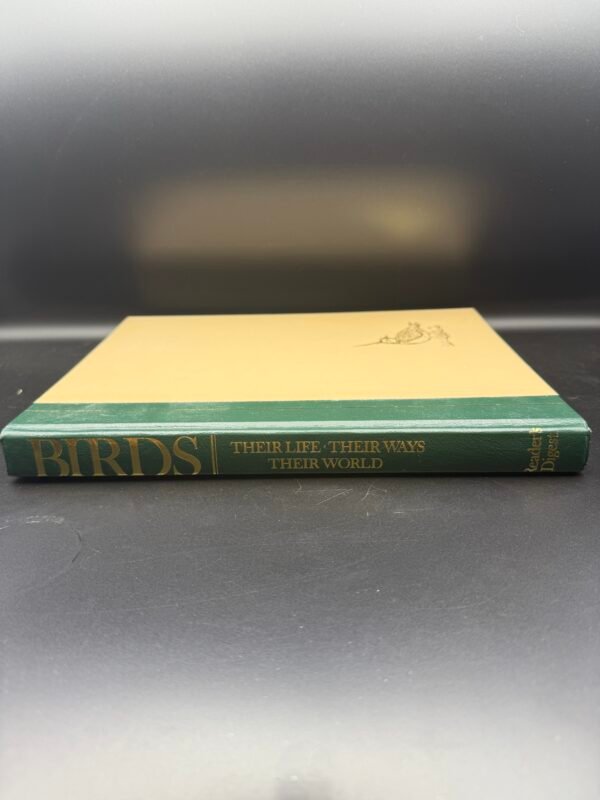 BIRDS
THEIR LIFE · THEIR WAYS
THEIR WORLD
Reader's
Digest